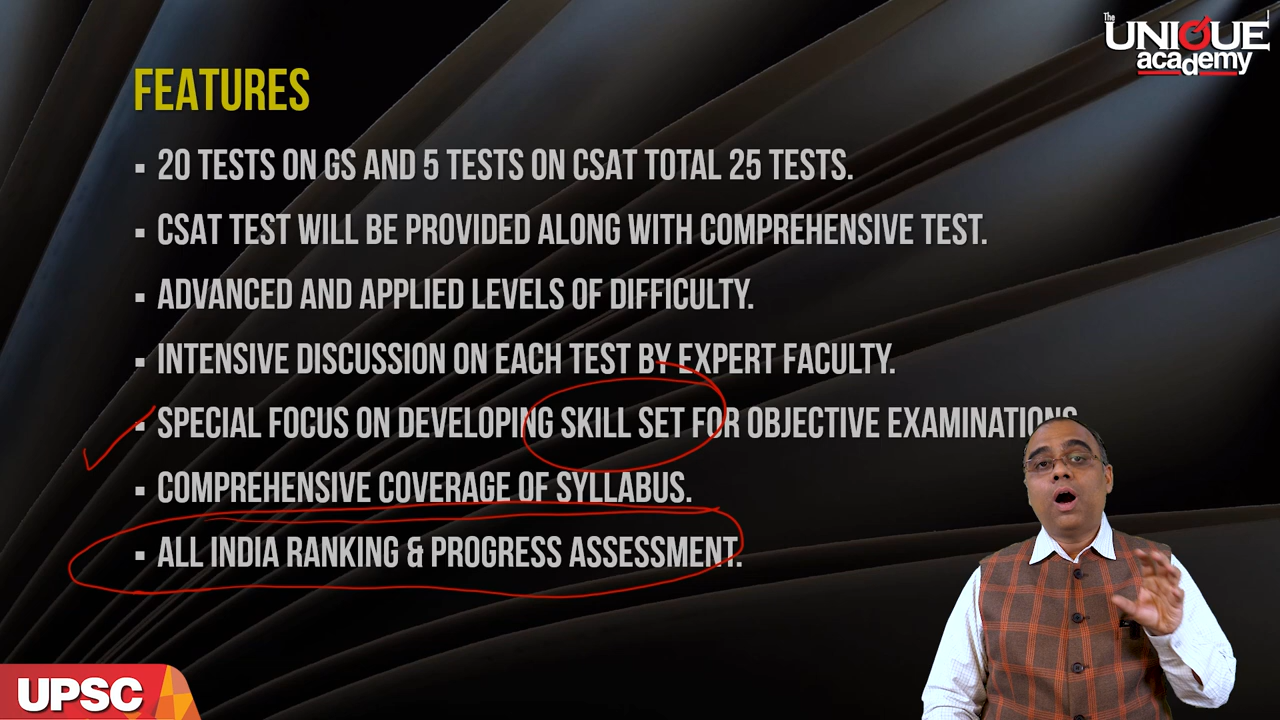 The
UNIQUE
academy
FEATURES
▪ 20 TESTS ON GS AND 5 TESTS ON CSAT TOTAL 25 TESTS.
▪ CSAT TEST WILL BE PROVIDED ALONG WITH COMPREHENSIVE TEST.
▪ ADVANCED AND APPLIED LEVELS OF DIFFICULTY.
▪ INTENSIVE DISCUSSION ON EACH TEST BY EXPERT FACULTY.
▪ SPECIAL FOCUS ON DEVELOPING SKILL SET FOR OBJECTIVE EXAMINATIONS
▪ COMPREHENSIVE COVERAGE OF SYLLABUS.
▪ ALL INDIA RANKING & PROGRESS ASSESSMENT.
UPSC